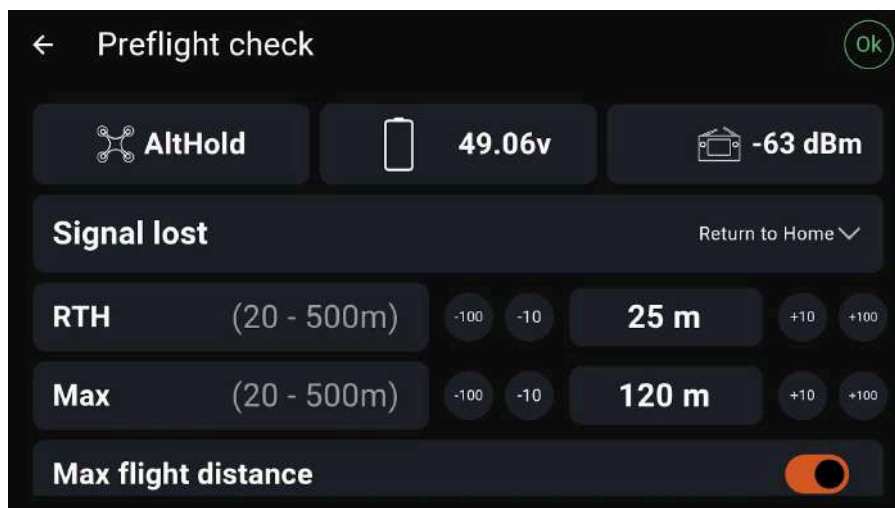 Preflight check
Ok
AltHold
49.06v
-63 dBm
Signal lost
Return to Home
RTH (20 - 500m) -100 -10 25 m +10 +100
Max (20 - 500m) -100 -10 120 m +10 +100
Max flight distance